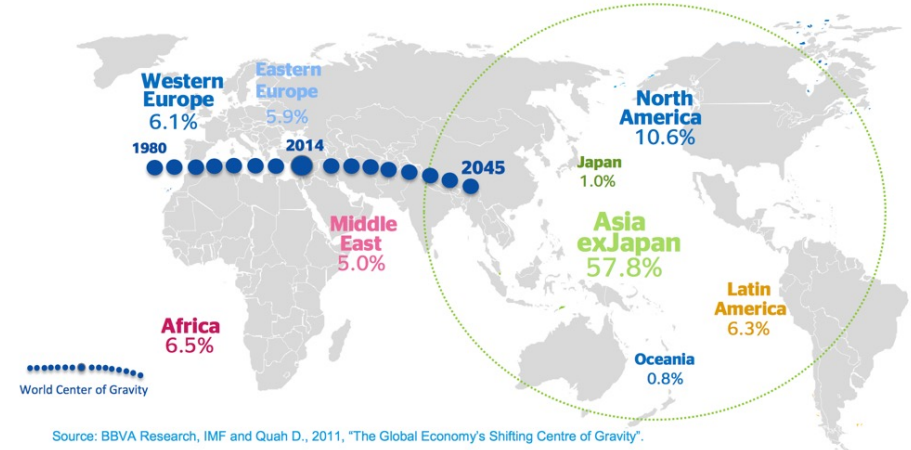 Western
Europe
6.1%
Eastern
Europe
5.9%
North
America
10.6%
1980
2014
2045
Japan
1.0%
Middle
East
5.0%
Asia
exJapan
57.8%
Latin
America
6.3%
Africa
6.5%
Oceania
0.8%
World Center of Gravity
Source: BBVA Research, IMF and Quah D., 2011, “The Global Economy’s Shifting Centre of Gravity”.